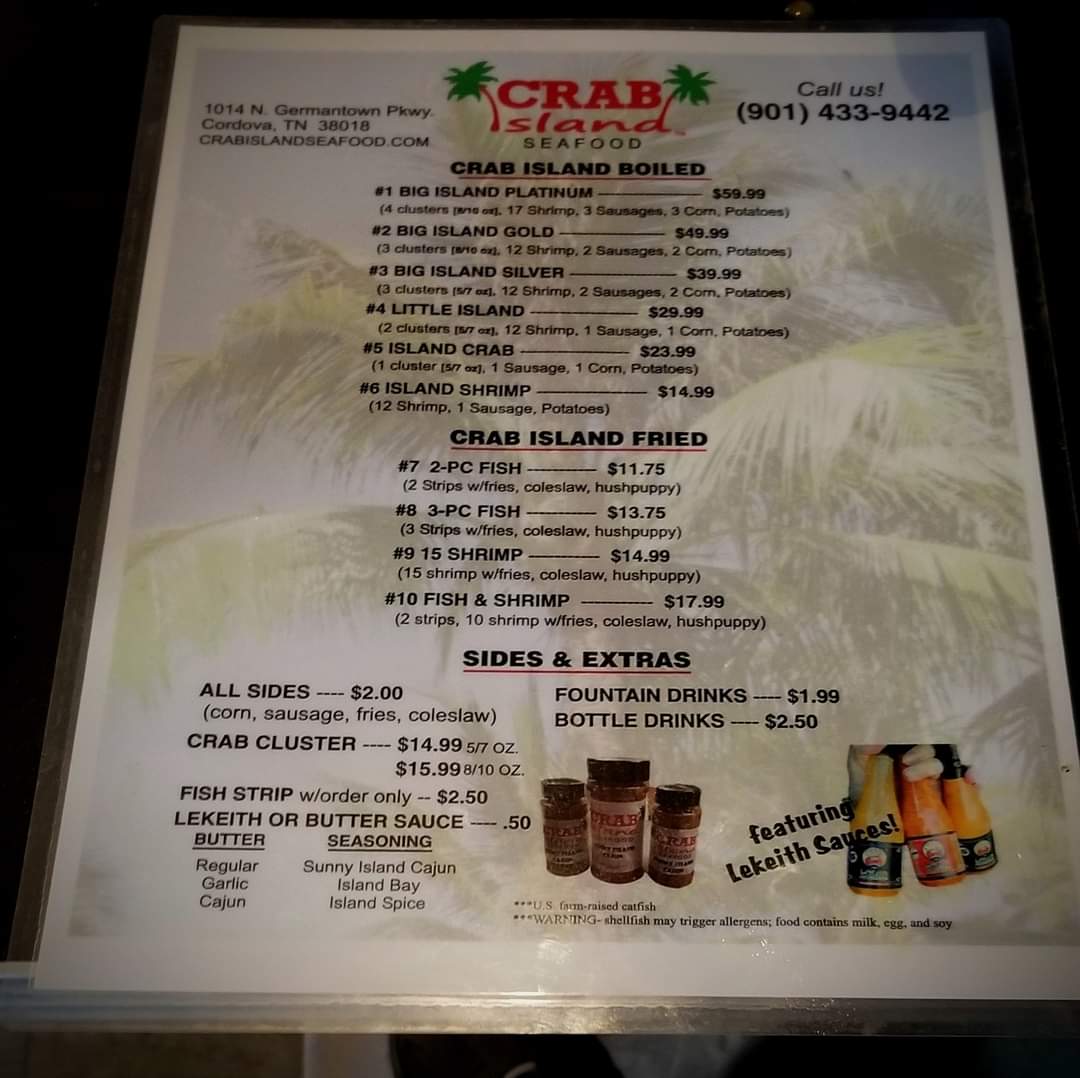 1014 N. Germantown Pkwy.
Cordova, TN 38018
CRABISLANDSEAFOOD.COM
CRAB
Island
SEAFOOD
Call us!
(901) 433-9442
CRAB ISLAND BOILED
#1 BIG ISLAND PLATINUM ---------------- $59.99
(4 clusters [8/10 oz], 17 Shrimp, 3 Sausages, 3 Corn, Potatoes)
#2 BIG ISLAND GOLD ---------------- $49.99
(3 clusters [8/10 oz], 12 Shrimp, 2 Sausages, 2 Corn, Potatoes)
#3 BIG ISLAND SILVER ---------------- $39.99
(3 clusters [5/7 oz], 12 Shrimp, 2 Sausages, 2 Corn, Potatoes)
#4 LITTLE ISLAND ---------------- $29.99
(2 clusters [5/7 oz], 12 Shrimp, 1 Sausage, 1 Corn, Potatoes)
#5 ISLAND CRAB ---------------- $23.99
(1 cluster [5/7 oz], 1 Sausage, 1 Corn, Potatoes)
#6 ISLAND SHRIMP ---------------- $14.99
(12 Shrimp, 1 Sausage, Potatoes)
CRAB ISLAND FRIED
#7 2-PC FISH ----------- $11.75
(2 Strips w/fries, coleslaw, hushpuppy)
#8 3-PC FISH ----------- $13.75
(3 Strips w/fries, coleslaw, hushpuppy)
#9 15 SHRIMP ----------- $14.99
(15 shrimp w/fries, coleslaw, hushpuppy)
#10 FISH & SHRIMP ----------- $17.99
(2 strips, 10 shrimp w/fries, coleslaw, hushpuppy)
SIDES & EXTRAS
ALL SIDES ---- $2.00
(corn, sausage, fries, coleslaw)
CRAB CLUSTER ---- $14.99 5/7 OZ.
$15.99 8/10 OZ.
FISH STRIP w/order only -- $2.50
LEKEITH OR BUTTER SAUCE ---- .50
FOUNTAIN DRINKS ---- $1.99
BOTTLE DRINKS ---- $2.50
BUTTER SEASONING
Regular Sunny Island Cajun
Garlic Island Bay
Cajun Island Spice
CRAB
CRAB
CRAB
featuring
Lekeith Sauces!
***U.S. farm-raised catfish
***WARNING- shellfish may trigger allergens; food contains milk, egg, and soy